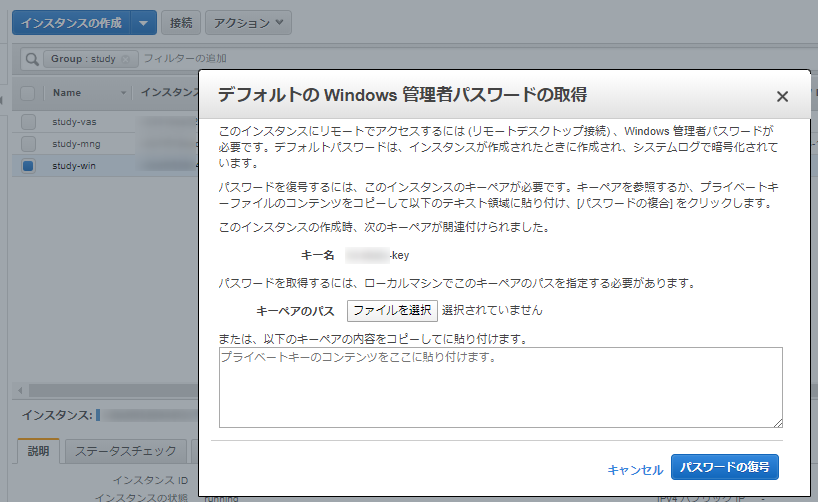 インスタンスの作成
接続
アクション
Group : study
フィルターの追加
Name
インスタンス
study-vas
study-mng
study-win
デフォルトの Windows 管理者パスワードの取得
このインスタンスにリモートでアクセスするには (リモートデスクトップ接続) 、Windows 管理者パスワードが
必要です。デフォルトパスワードは、インスタンスが作成されたときに作成され、システムログで暗号化されて
います。
パスワードを復号するには、このインスタンスのキーペアが必要です。キーペアを参照するか、プライベートキ
ーファイルのコンテンツをコピーして以下のテキスト領域に貼り付け、[パスワードの複合] をクリックします。
このインスタンスの作成時、次のキーペアが関連付けられました。
キー名
-key
パスワードを取得するには、ローカルマシンでこのキーペアのパスを指定する必要があります。
キーペアのパス
ファイルを選択 選択されていません
または、以下のキーペアの内容をコピーしてに貼り付けます。
プライベートキーのコンテンツをここに貼り付けます。
キャンセル
パスワードの復号
インスタンス:
説明
ステータスチェック
インスタンス ID
インスタンスの状態
running
IPv4 パブリック IP
-